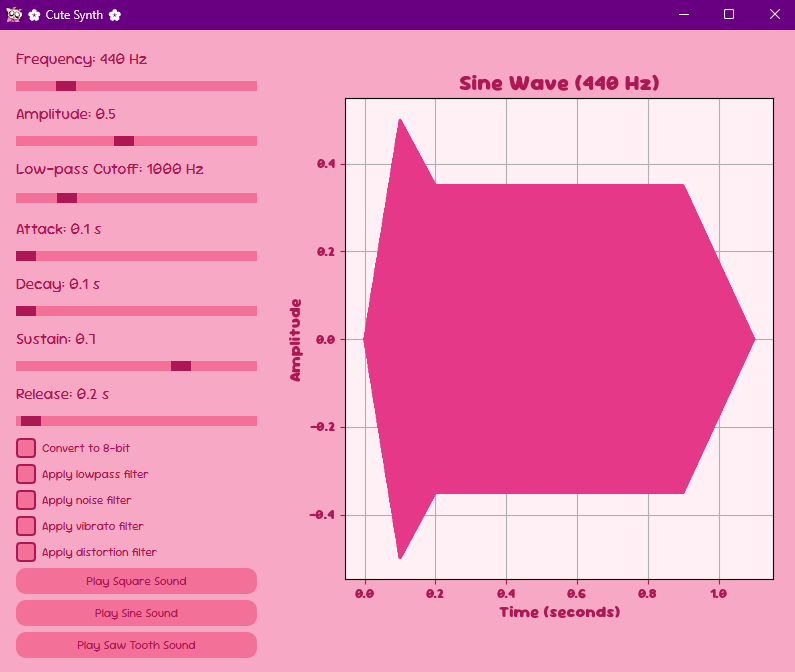 ✿ Cute Synth ✿
Frequency: 440 Hz
Amplitude: 0.5
Low-pass Cutoff: 1000 Hz
Attack: 0.1 s
Decay: 0.1 s
Sustain: 0.7
Release: 0.2 s
Convert to 8-bit
Apply lowpass filter
Apply noise filter
Apply vibrato filter
Apply distortion filter
Play Square Sound
Play Sine Sound
Play Saw Tooth Sound
Sine Wave (440 Hz)
Amplitude
0.4
0.2
0.0
-0.2
-0.4
0.0 0.2 0.4 0.6 0.8 1.0
Time (seconds)